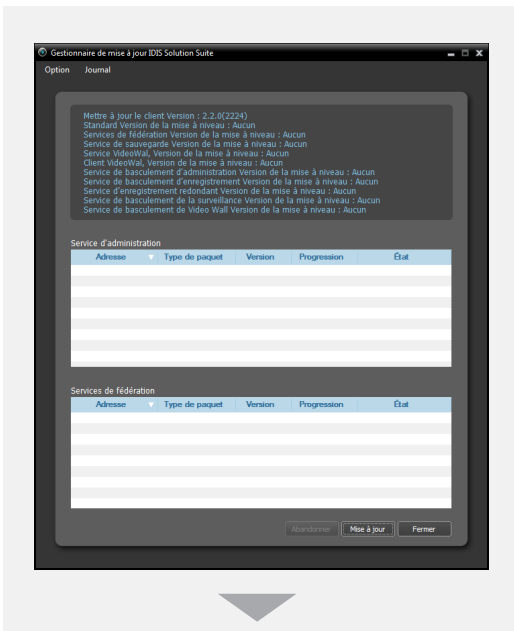 Gestionnaire de mise à jour IDIS Solution Suite
Option Journal
Mettre à jour le client Version : 2.2.0(2224)
Standard Version de la mise à niveau : Aucun
Services de fédération Version de la mise à niveau : Aucun
Service de sauvegarde Version de la mise à niveau : Aucun
Service VideoWal, Version de la mise à niveau : Aucun
Client VideoWal, Version de la mise à niveau : Aucun
Service de basculement d'administration Version de la mise à niveau : Aucun
Service de basculement d'enregistrement Version de la mise à niveau : Aucun
Service d'enregistrement redondant Version de la mise à niveau : Aucun
Service de basculement de la surveillance Version de la mise à niveau : Aucun
Service de basculement de Video Wall Version de la mise à niveau : Aucun
Service d'administration
Adresse Type de paquet Version Progression État
Services de fédération
Adresse Type de paquet Version Progression État
Abandonner Mise à jour Fermer